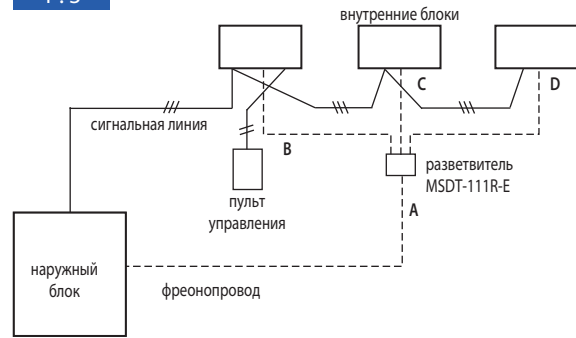 внутренние блоки
C
D
сигнальная линия
B
разветвитель
MSDT-111R-E
пульт
управления
A
наружный
блок
фреонопровод